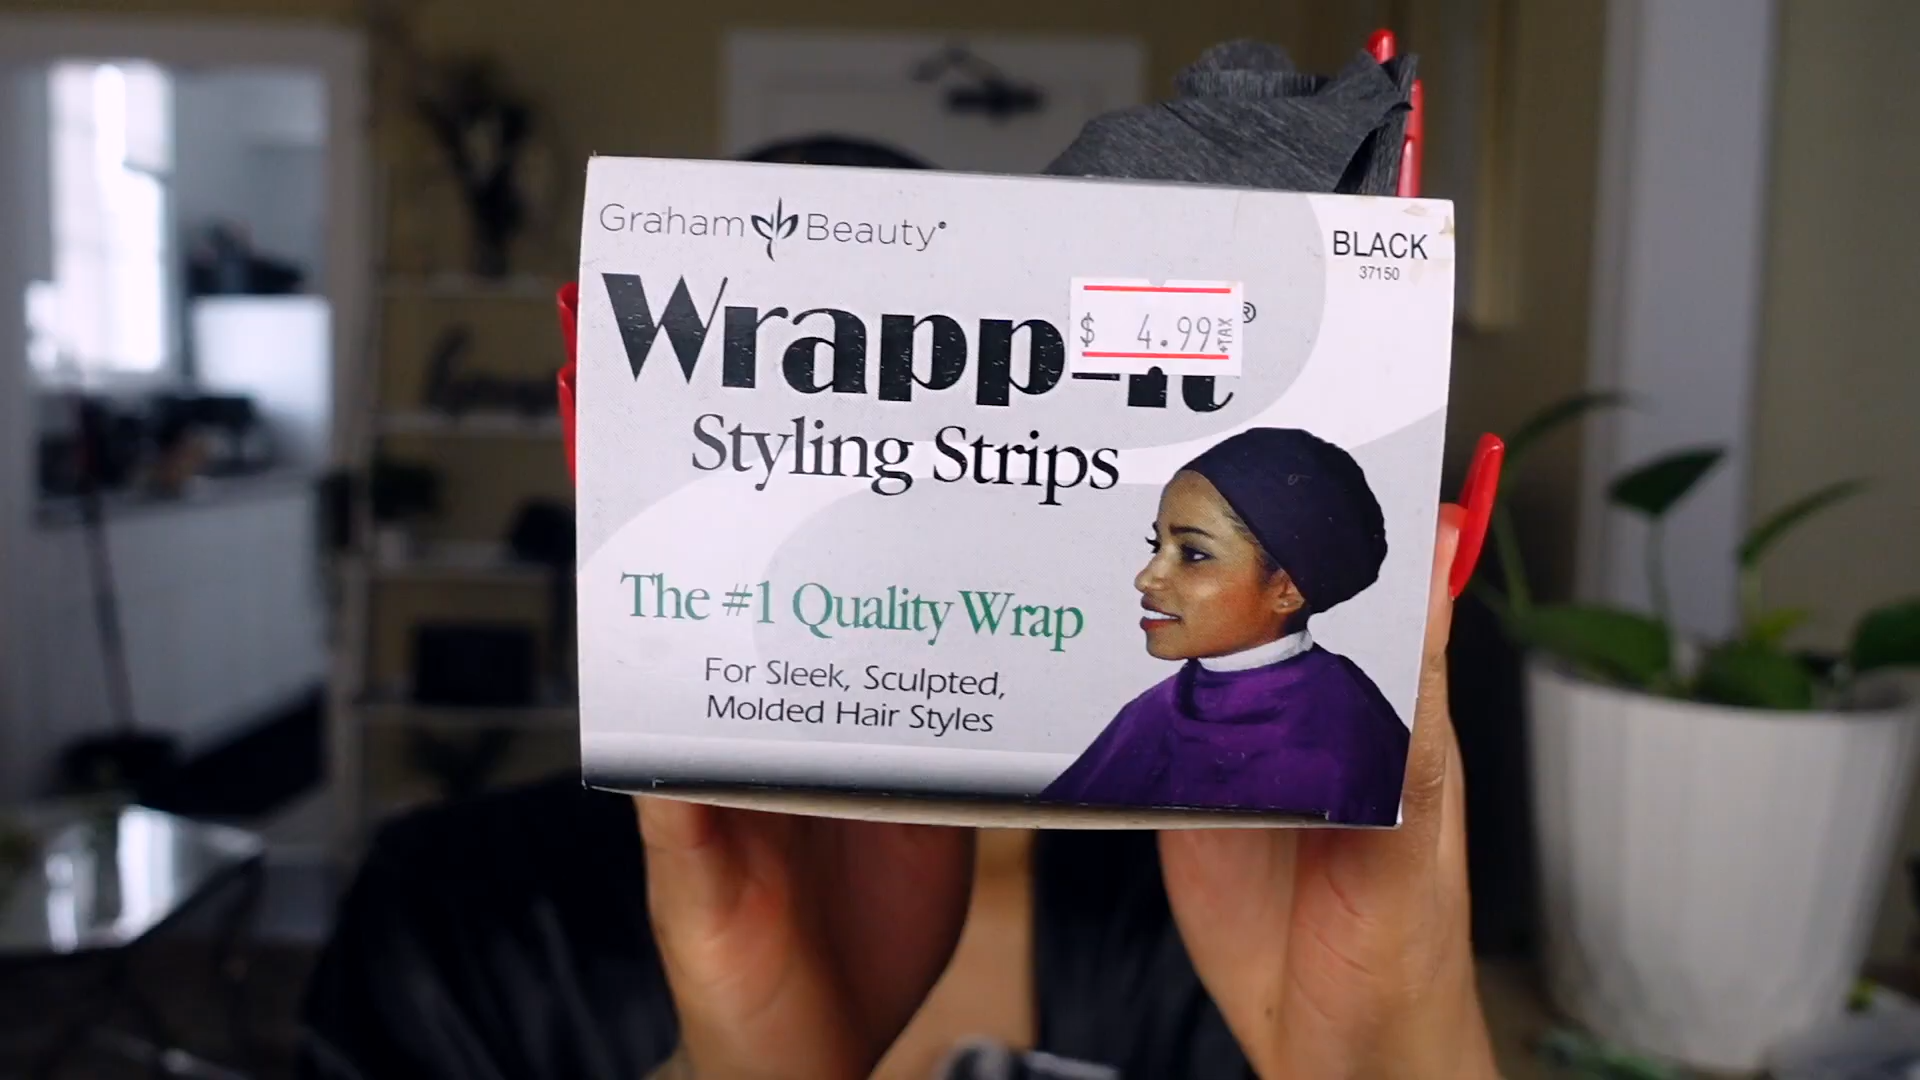 Graham Beauty®
BLACK
37150
Wrapp-it®
$ 4.99 +TAX
Styling Strips
The #1 Quality Wrap
For Sleek, Sculpted,
Molded Hair Styles